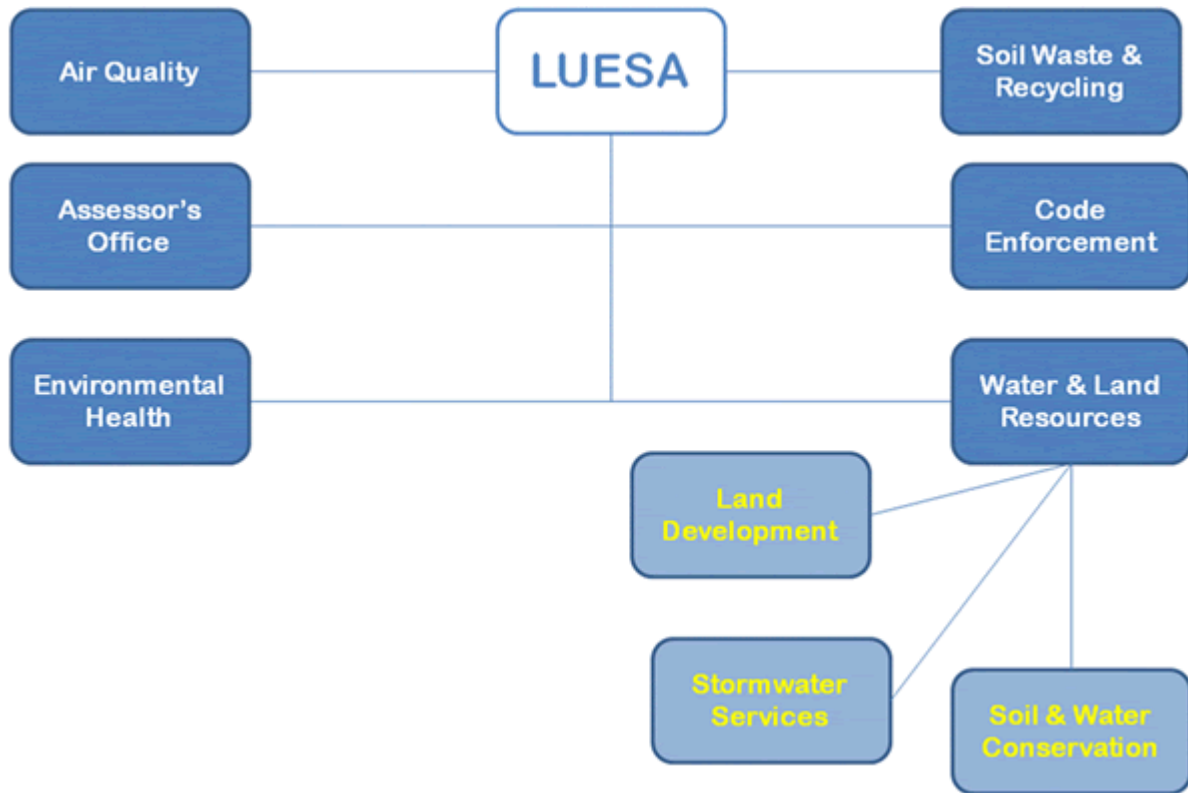 Air Quality
LUESA
Soil Waste &
Recycling
Assessor's
Office
Code
Enforcement
Environmental
Health
Water & Land
Resources
Land
Development
Stormwater
Services
Soil & Water
Conservation